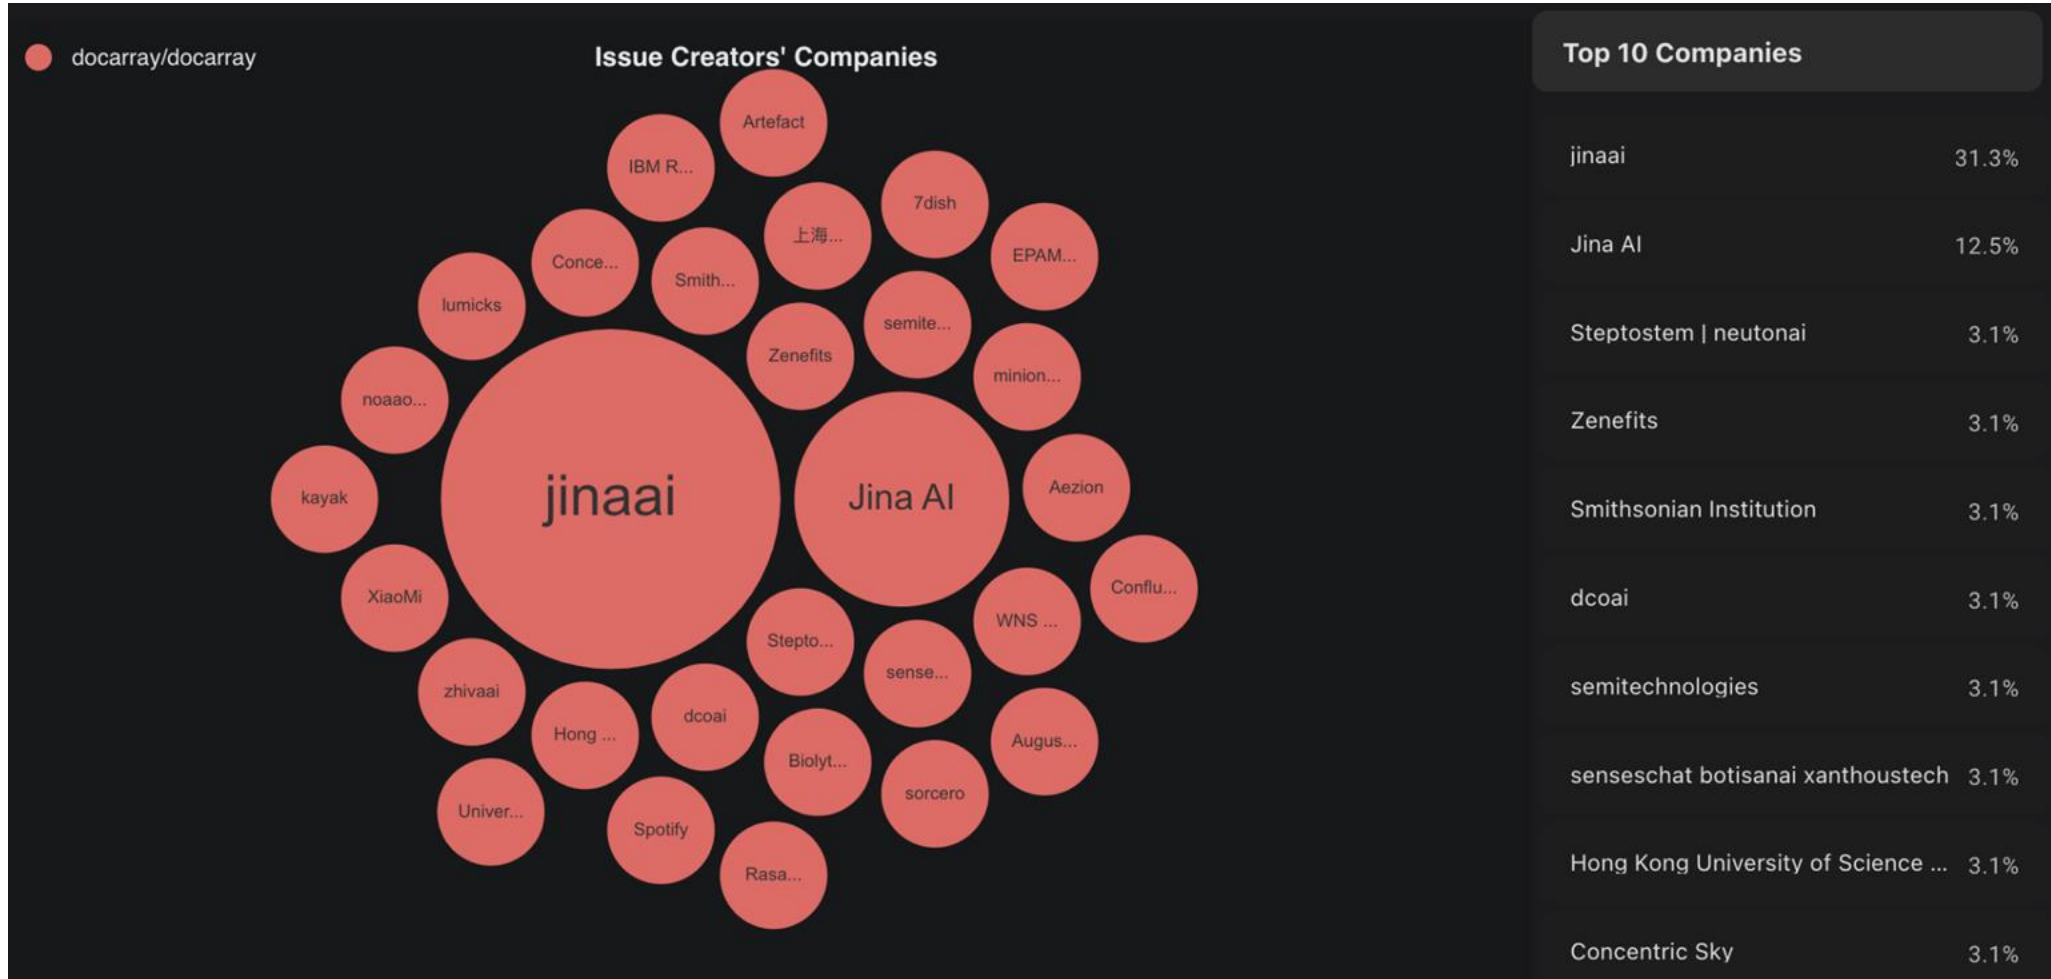 docarray/docarray
Issue Creators' Companies
Artefact
IBM R...
7dish
上海...
EPAM...
Conce...
Smith...
lumicks
semite...
Zenefits
minion...
noaao...
kayak
jinaai
Jina AI
Aezion
XiaoMi
Conflu...
WNS ...
Stepto...
sense...
zhivaai
dcoai
Hong ...
Augus...
Biolyt...
sorcero
Univer...
Spotify
Rasa...
Top 10 Companies
jinaai 31.3%
Jina AI 12.5%
Steptostem | neutonai 3.1%
Zenefits 3.1%
Smithsonian Institution 3.1%
dcoai 3.1%
semitechnologies 3.1%
senseschat botisanai xanthoustech 3.1%
Hong Kong University of Science ... 3.1%
Concentric Sky 3.1%